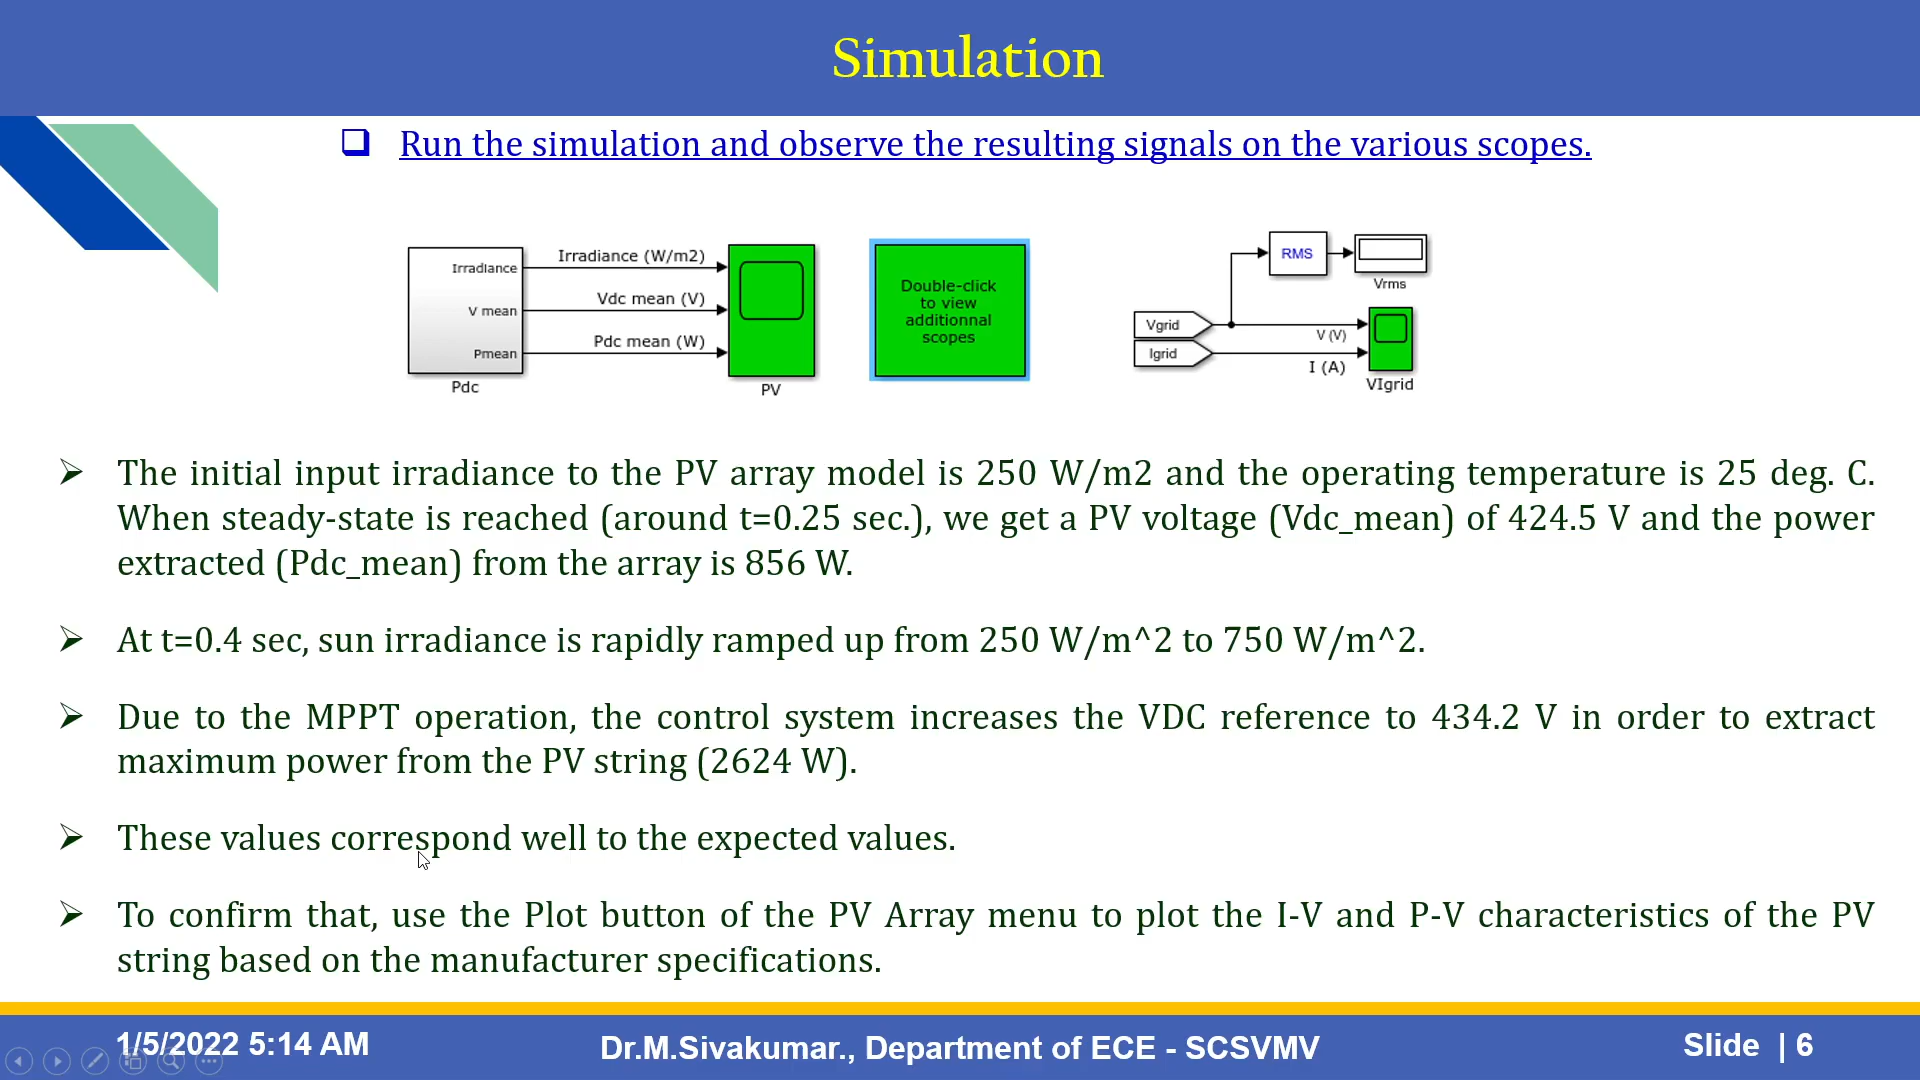 Simulation
Run the simulation and observe the resulting signals on the various scopes.
Irradiance
V mean
Pmean
Pdc
Irradiance (W/m2)
Vdc mean (V)
Pdc mean (W)
PV
Double-click
to view
additionnal
scopes
RMS
Vrms
Vgrid
Igrid
V (V)
I (A)
VIgrid
The initial input irradiance to the PV array model is 250 W/m2 and the operating temperature is 25 deg. C.
When steady-state is reached (around t=0.25 sec.), we get a PV voltage (Vdc_mean) of 424.5 V and the power
extracted (Pdc_mean) from the array is 856 W.
At t=0.4 sec, sun irradiance is rapidly ramped up from 250 W/m^2 to 750 W/m^2.
Due to the MPPT operation, the control system increases the VDC reference to 434.2 V in order to extract
maximum power from the PV string (2624 W).
These values correspond well to the expected values.
To confirm that, use the Plot button of the PV Array menu to plot the I-V and P-V characteristics of the PV
string based on the manufacturer specifications.
1/5/2022 5:14 AM
Dr.M.Sivakumar., Department of ECE - SCSVMV
Slide | 6